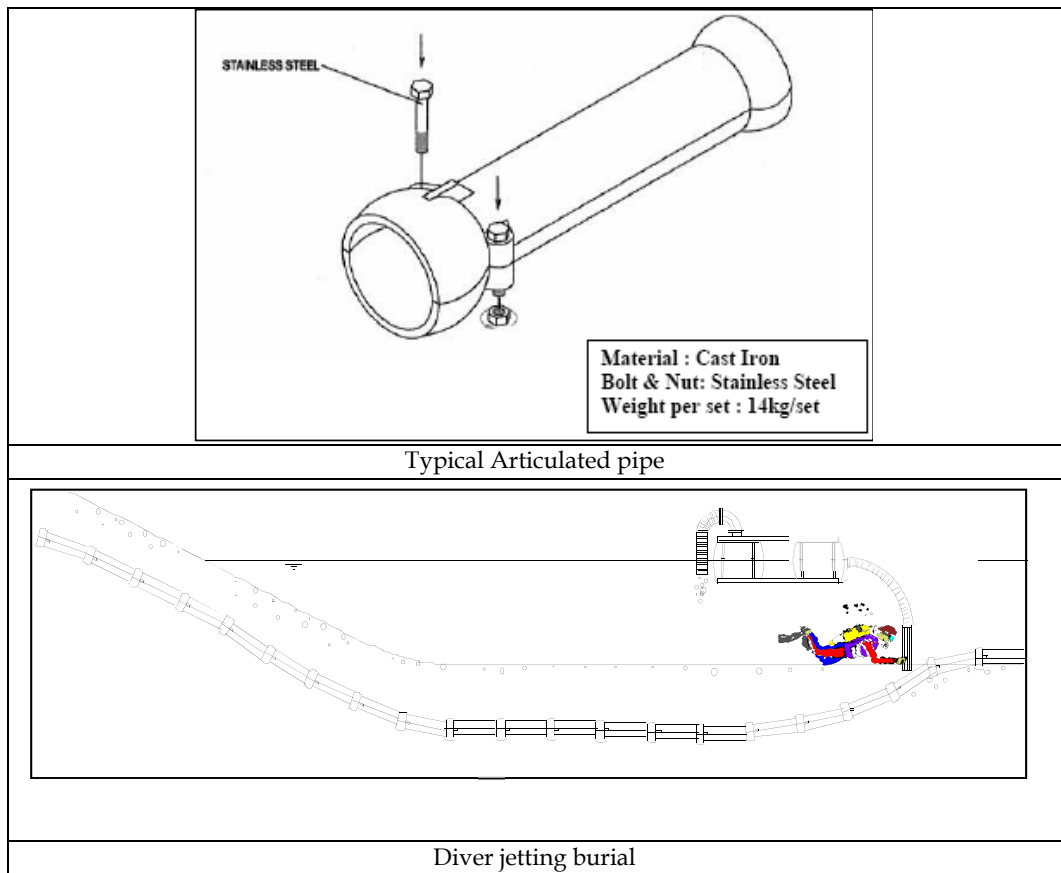 STAINLESS STEEL
Material : Cast Iron
Bolt & Nut: Stainless Steel
Weight per set : 14kg/set
Typical Articulated pipe
Diver jetting burial